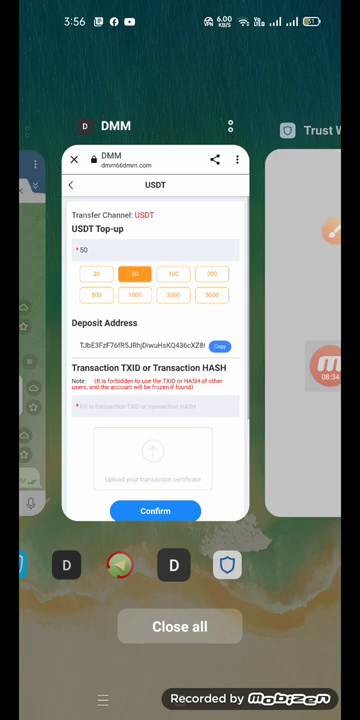 3:56
6.00
KB/S
51
D DMM
DMM
dmm66dmm.com
Trust W
USDT
Transfer Channel: USDT
USDT Top-up
*50
30 50 100 300
500 1000 3000 5000
Deposit Address
Copy
Transaction TXID or Transaction HASH
Note: (It is forbidden to use the TXID or HASH of other
users, and the account will be frozen if found)
*Fill in transaction TXID or transaction HASH
Upload your transaction certificate
Confirm
08:34
D
D
Close all
Recorded by MOBIZEN